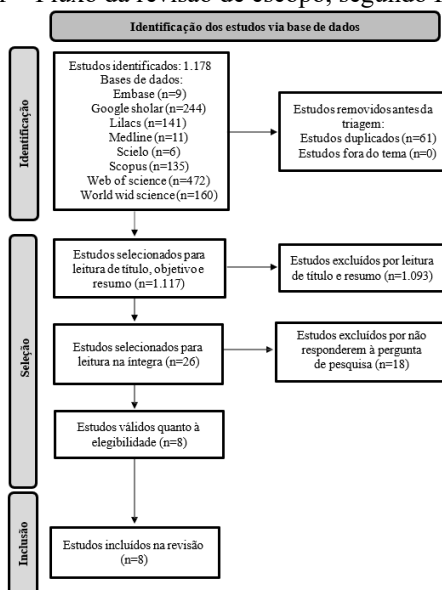 Fluxo da revisão de escopo, segundo
Identificação dos estudos via base de dados
Identificação
Estudos identificados: 1.178
Bases de dados:
Embase (n=9)
Google sholar (n=244)
Lilacs (n=141)
Medline (n=11)
Scielo (n=6)
Scopus (n=135)
Web of science (n=472)
World wid science (n=160)
Estudos removidos antes da
triagem:
Estudos duplicados (n=61)
Estudos fora do tema (n=0)
Seleção
Estudos selecionados para
leitura de título, objetivo e
resumo (n=1.117)
Estudos excluídos por leitura
de título e resumo (n=1.093)
Estudos selecionados para
leitura na íntegra (n=26)
Estudos excluídos por não
responderem à pergunta
de pesquisa (n=18)
Estudos válidos quanto à
elegibilidade (n=8)
Inclusão
Estudos incluídos na revisão
(n=8)